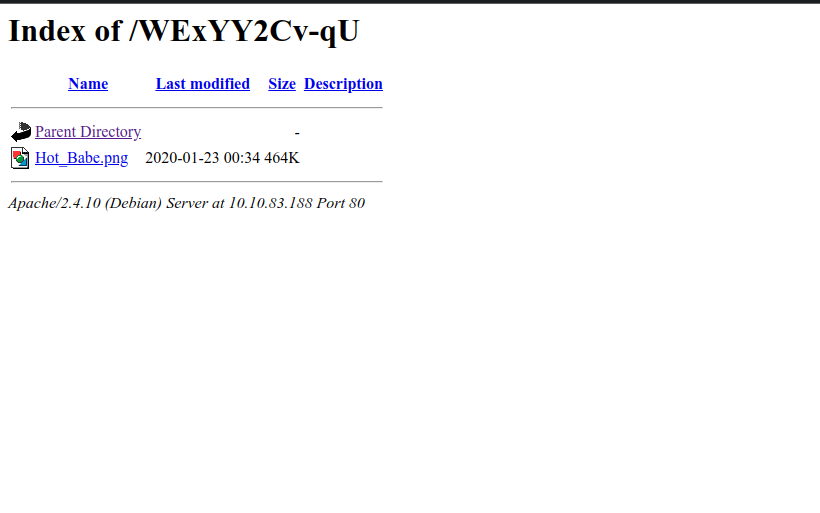 Index of /WExYY2Cv-qU
Name Last modified Size Description
Parent Directory -
Hot_Babe.png 2020-01-23 00:34 464K
Apache/2.4.10 (Debian) Server at 10.10.83.188 Port 80